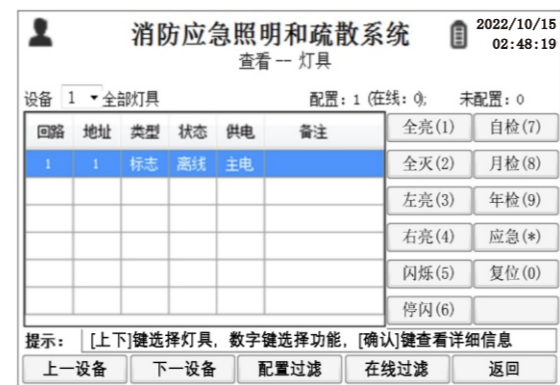 消防应急照明和疏散系统
2022/10/15
02:48:19
查看 -- 灯具
设备 1 全部灯具 配置: 1 (在线: 0; 未配置: 0
回路 地址 类型 状态 供电 备注
1 1 标志 离线 主电
全亮(1) 自检(7)
全灭(2) 月检(8)
左亮(3) 年检(9)
右亮(4) 应急(*)
闪烁(5) 复位(0)
停闪(6)
提示: [上下]键选择灯具, 数字键选择功能, [确认]键查看详细信息
上一设备 下一设备 配置过滤 在线过滤 返回